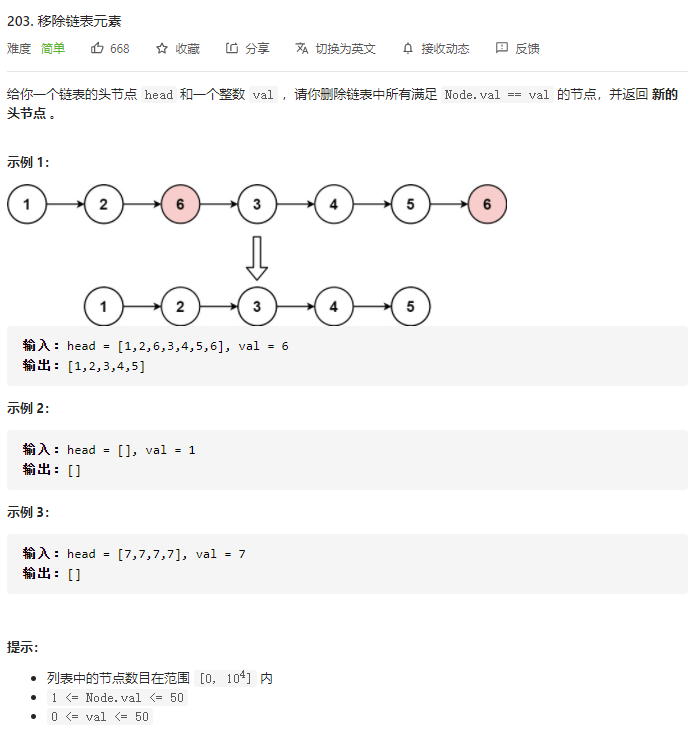 203. 移除链表元素
难度 简单 668 收藏 分享 切换为英文 接收动态 反馈
给你一个链表的头节点 head 和一个整数 val ，请你删除链表中所有满足 Node.val == val 的节点，并返回 新的
头节点 。
示例 1：
1 2 6 3 4 5 6
1 2 3 4 5
输入：head = [1,2,6,3,4,5,6], val = 6
输出：[1,2,3,4,5]
示例 2：
输入：head = [], val = 1
输出：[]
示例 3：
输入：head = [7,7,7,7], val = 7
输出：[]
提示：
列表中的节点数目在范围 [0, 10⁴] 内
1 <= Node.val <= 50
0 <= val <= 50